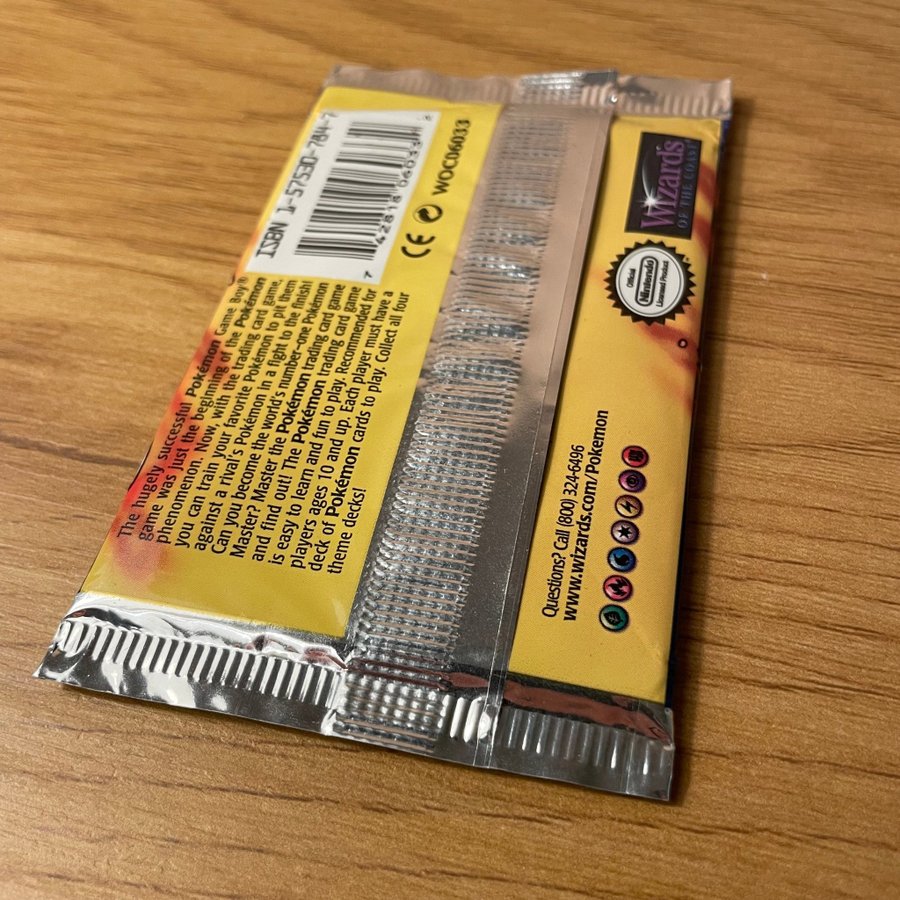 ISBN 1-57530-784-7
7 42818 06033 2
CE WOC06033
The hugely successful Pokémon Game Boy®
game was just the beginning of the Pokémon
phenomenon. Now, with the trading card game,
you can train your favorite Pokémon to pit them
against a rival's Pokémon in a fight to the finish!
Can you become the world's number-one Pokémon
Master? Master the Pokémon trading card game
and find out! The Pokémon trading card game
is easy to learn and fun to play. Recommended for
players ages 10 and up. Each player must have a
deck of Pokémon cards to play. Collect all four
theme decks!
Wizards
OF THE COAST
Official
Nintendo
Licensed Product
Questions? Call (800) 324-6496
www.wizards.com/Pokemon